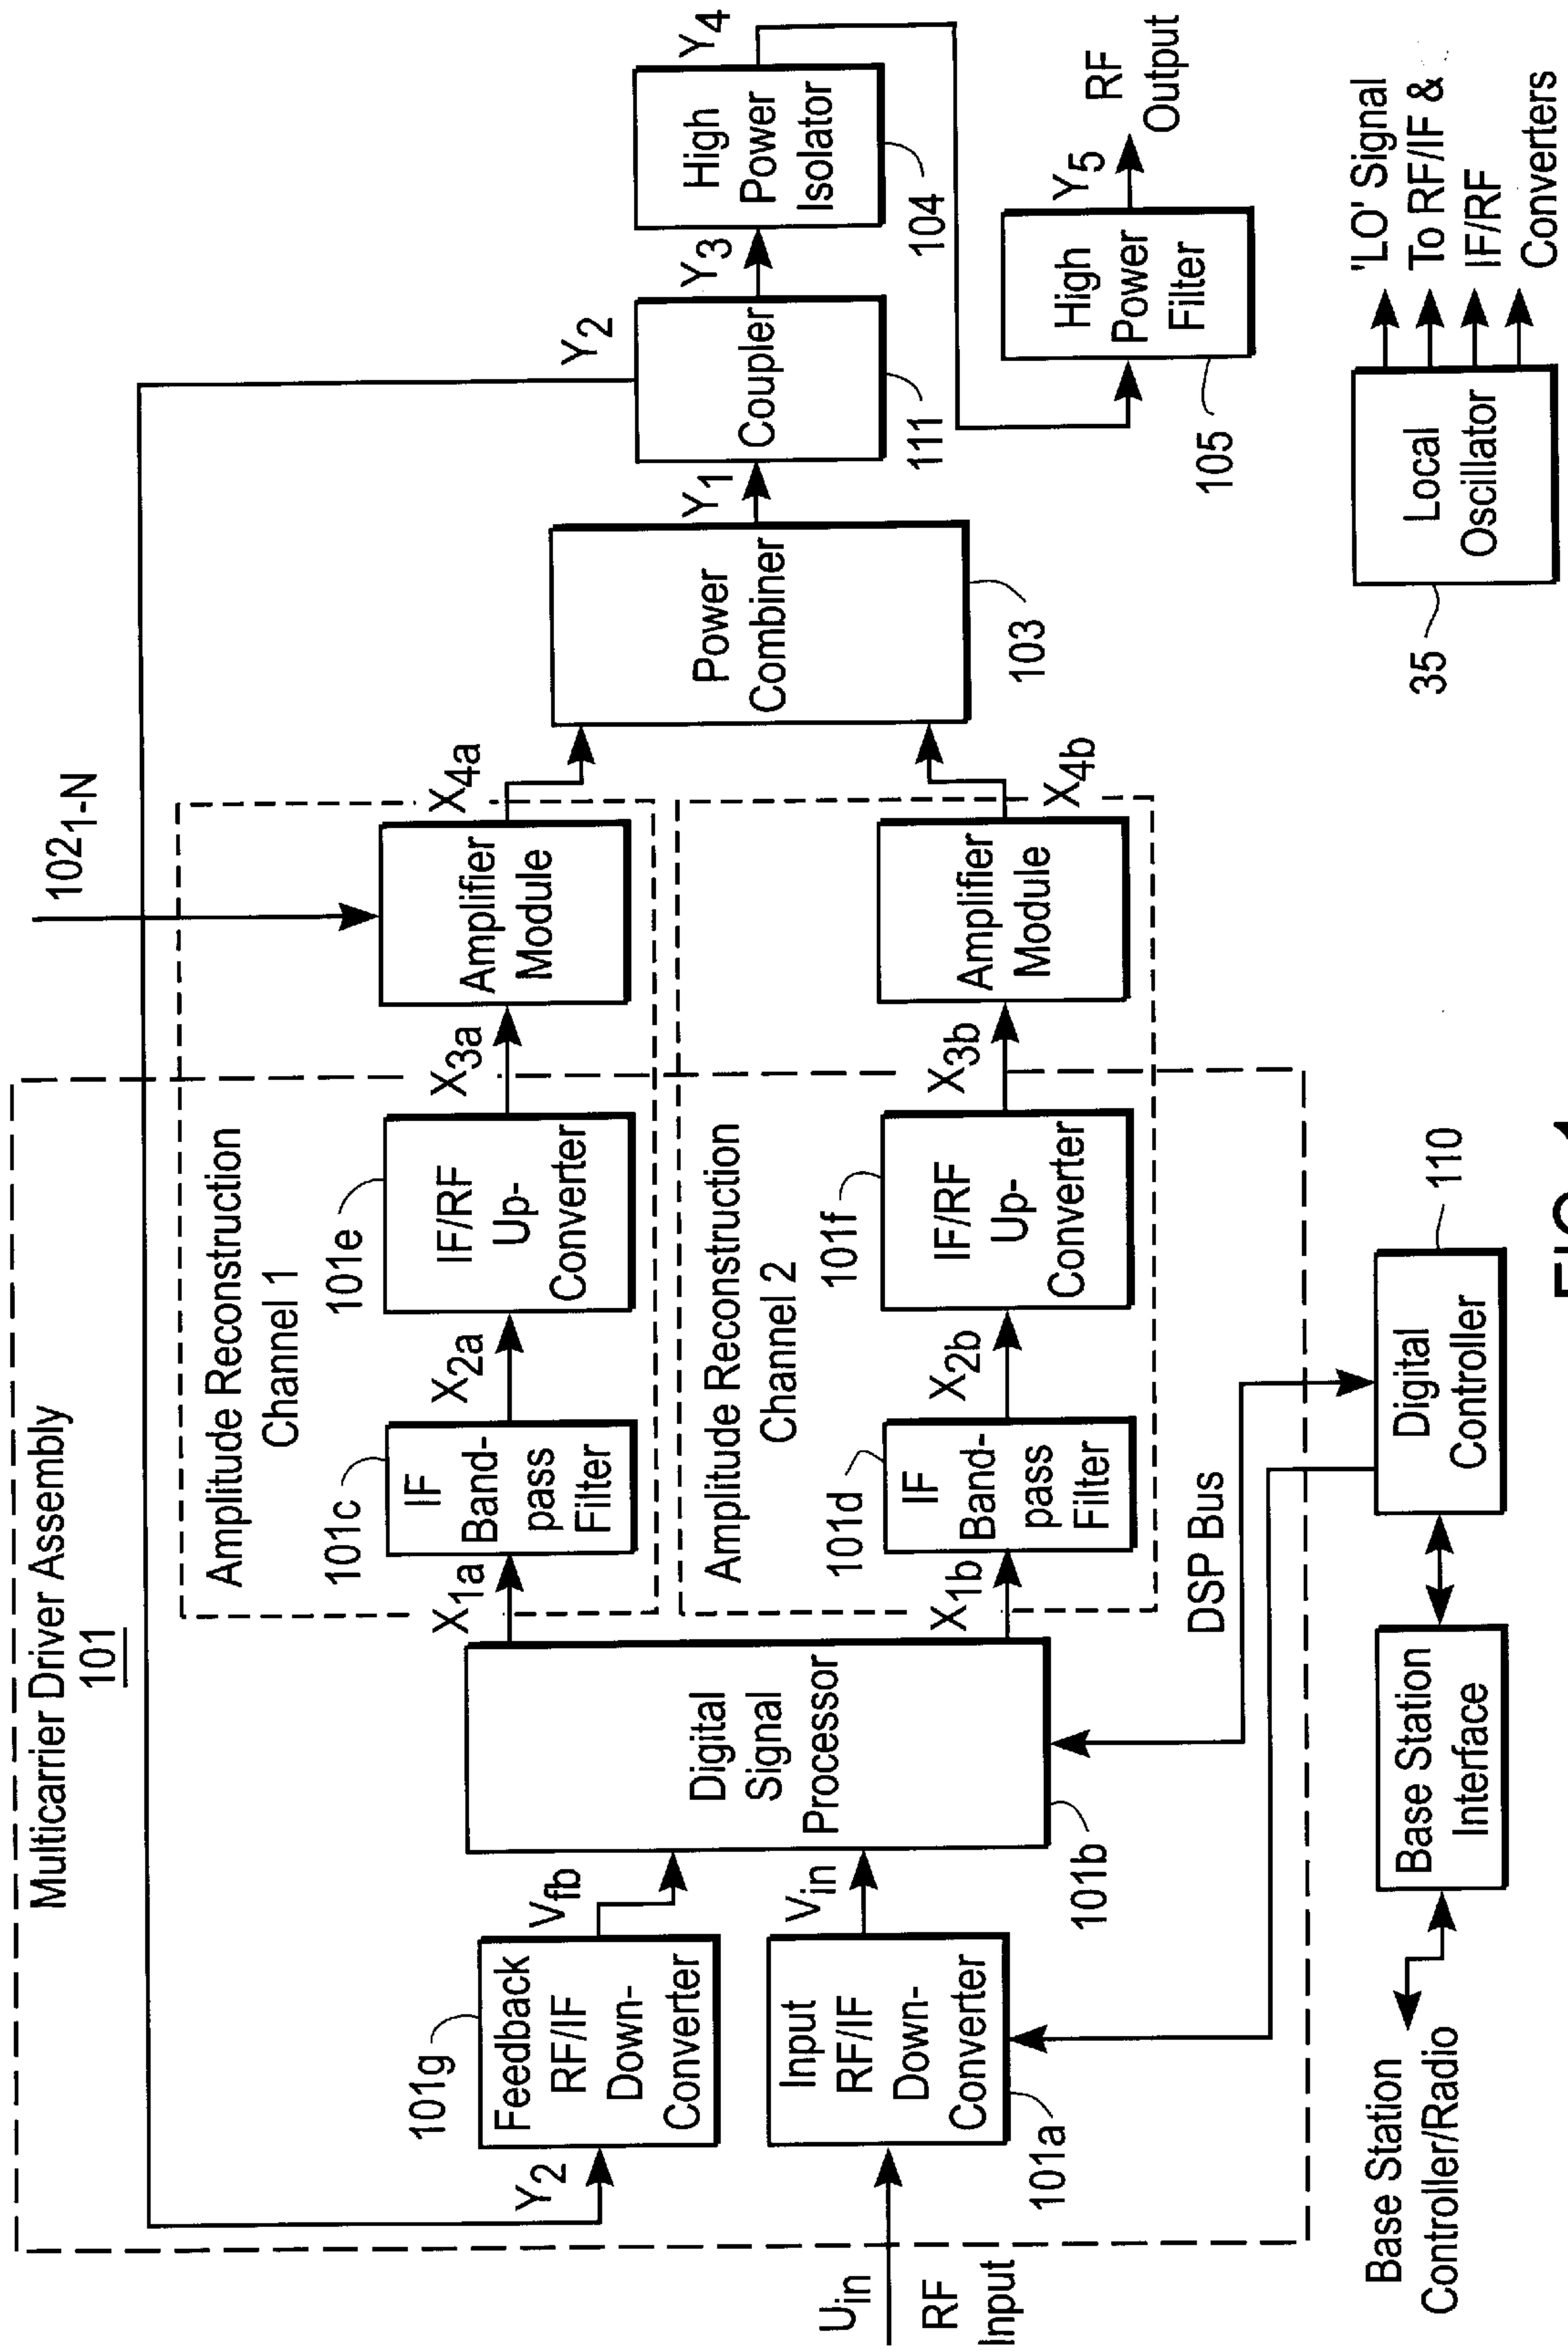 Multicarrier Driver Assembly
101
102₁₋N
Amplitude Reconstruction
Channel 1
Amplitude Reconstruction
Channel 2
Y₂
101g
Feedback
RF/IF
Down-
Converter
V_fb
U_in
RF
Input
Input
RF/IF
Down-
Converter
101a
V_in
Digital
Signal
Processor
101b
X₁a
101c
IF
Band-
pass
Filter
X₂a
101e
IF/RF
Up-
Converter
X₃a
Amplifier
Module
X₄a
X₁b
101d
IF
Band-
pass
Filter
X₂b
101f
IF/RF
Up-
Converter
X₃b
Amplifier
Module
X₄b
Power
Combiner
103
Y₁
Y₂
Coupler
111
Y₃
High
Power
Isolator
104
Y₄
High
Power
Filter
105
Y₅
RF
Output
DSP Bus
Base Station
Controller/Radio
Base Station
Interface
Digital
Controller
110
35
Local
Oscillator
'LO' Signal
To RF/IF &
IF/RF
Converters